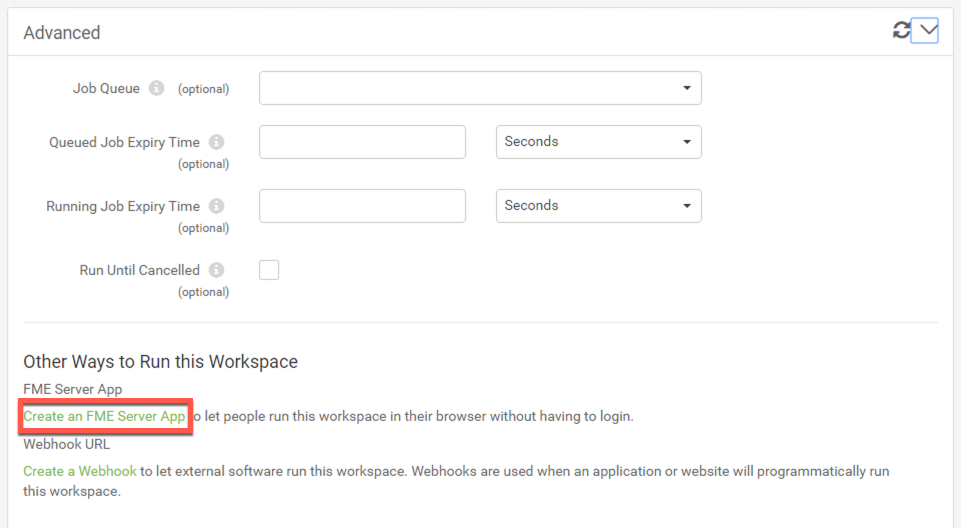 Advanced
Job Queue (optional)
Queued Job Expiry Time Seconds
(optional)
Running Job Expiry Time Seconds
(optional)
Run Until Cancelled
(optional)
Other Ways to Run this Workspace
FME Server App
Create an FME Server App o let people run this workspace in their browser without having to login.
Webhook URL
Create a Webhook to let external software run this workspace. Webhooks are used when an application or website will programmatically run
this workspace.